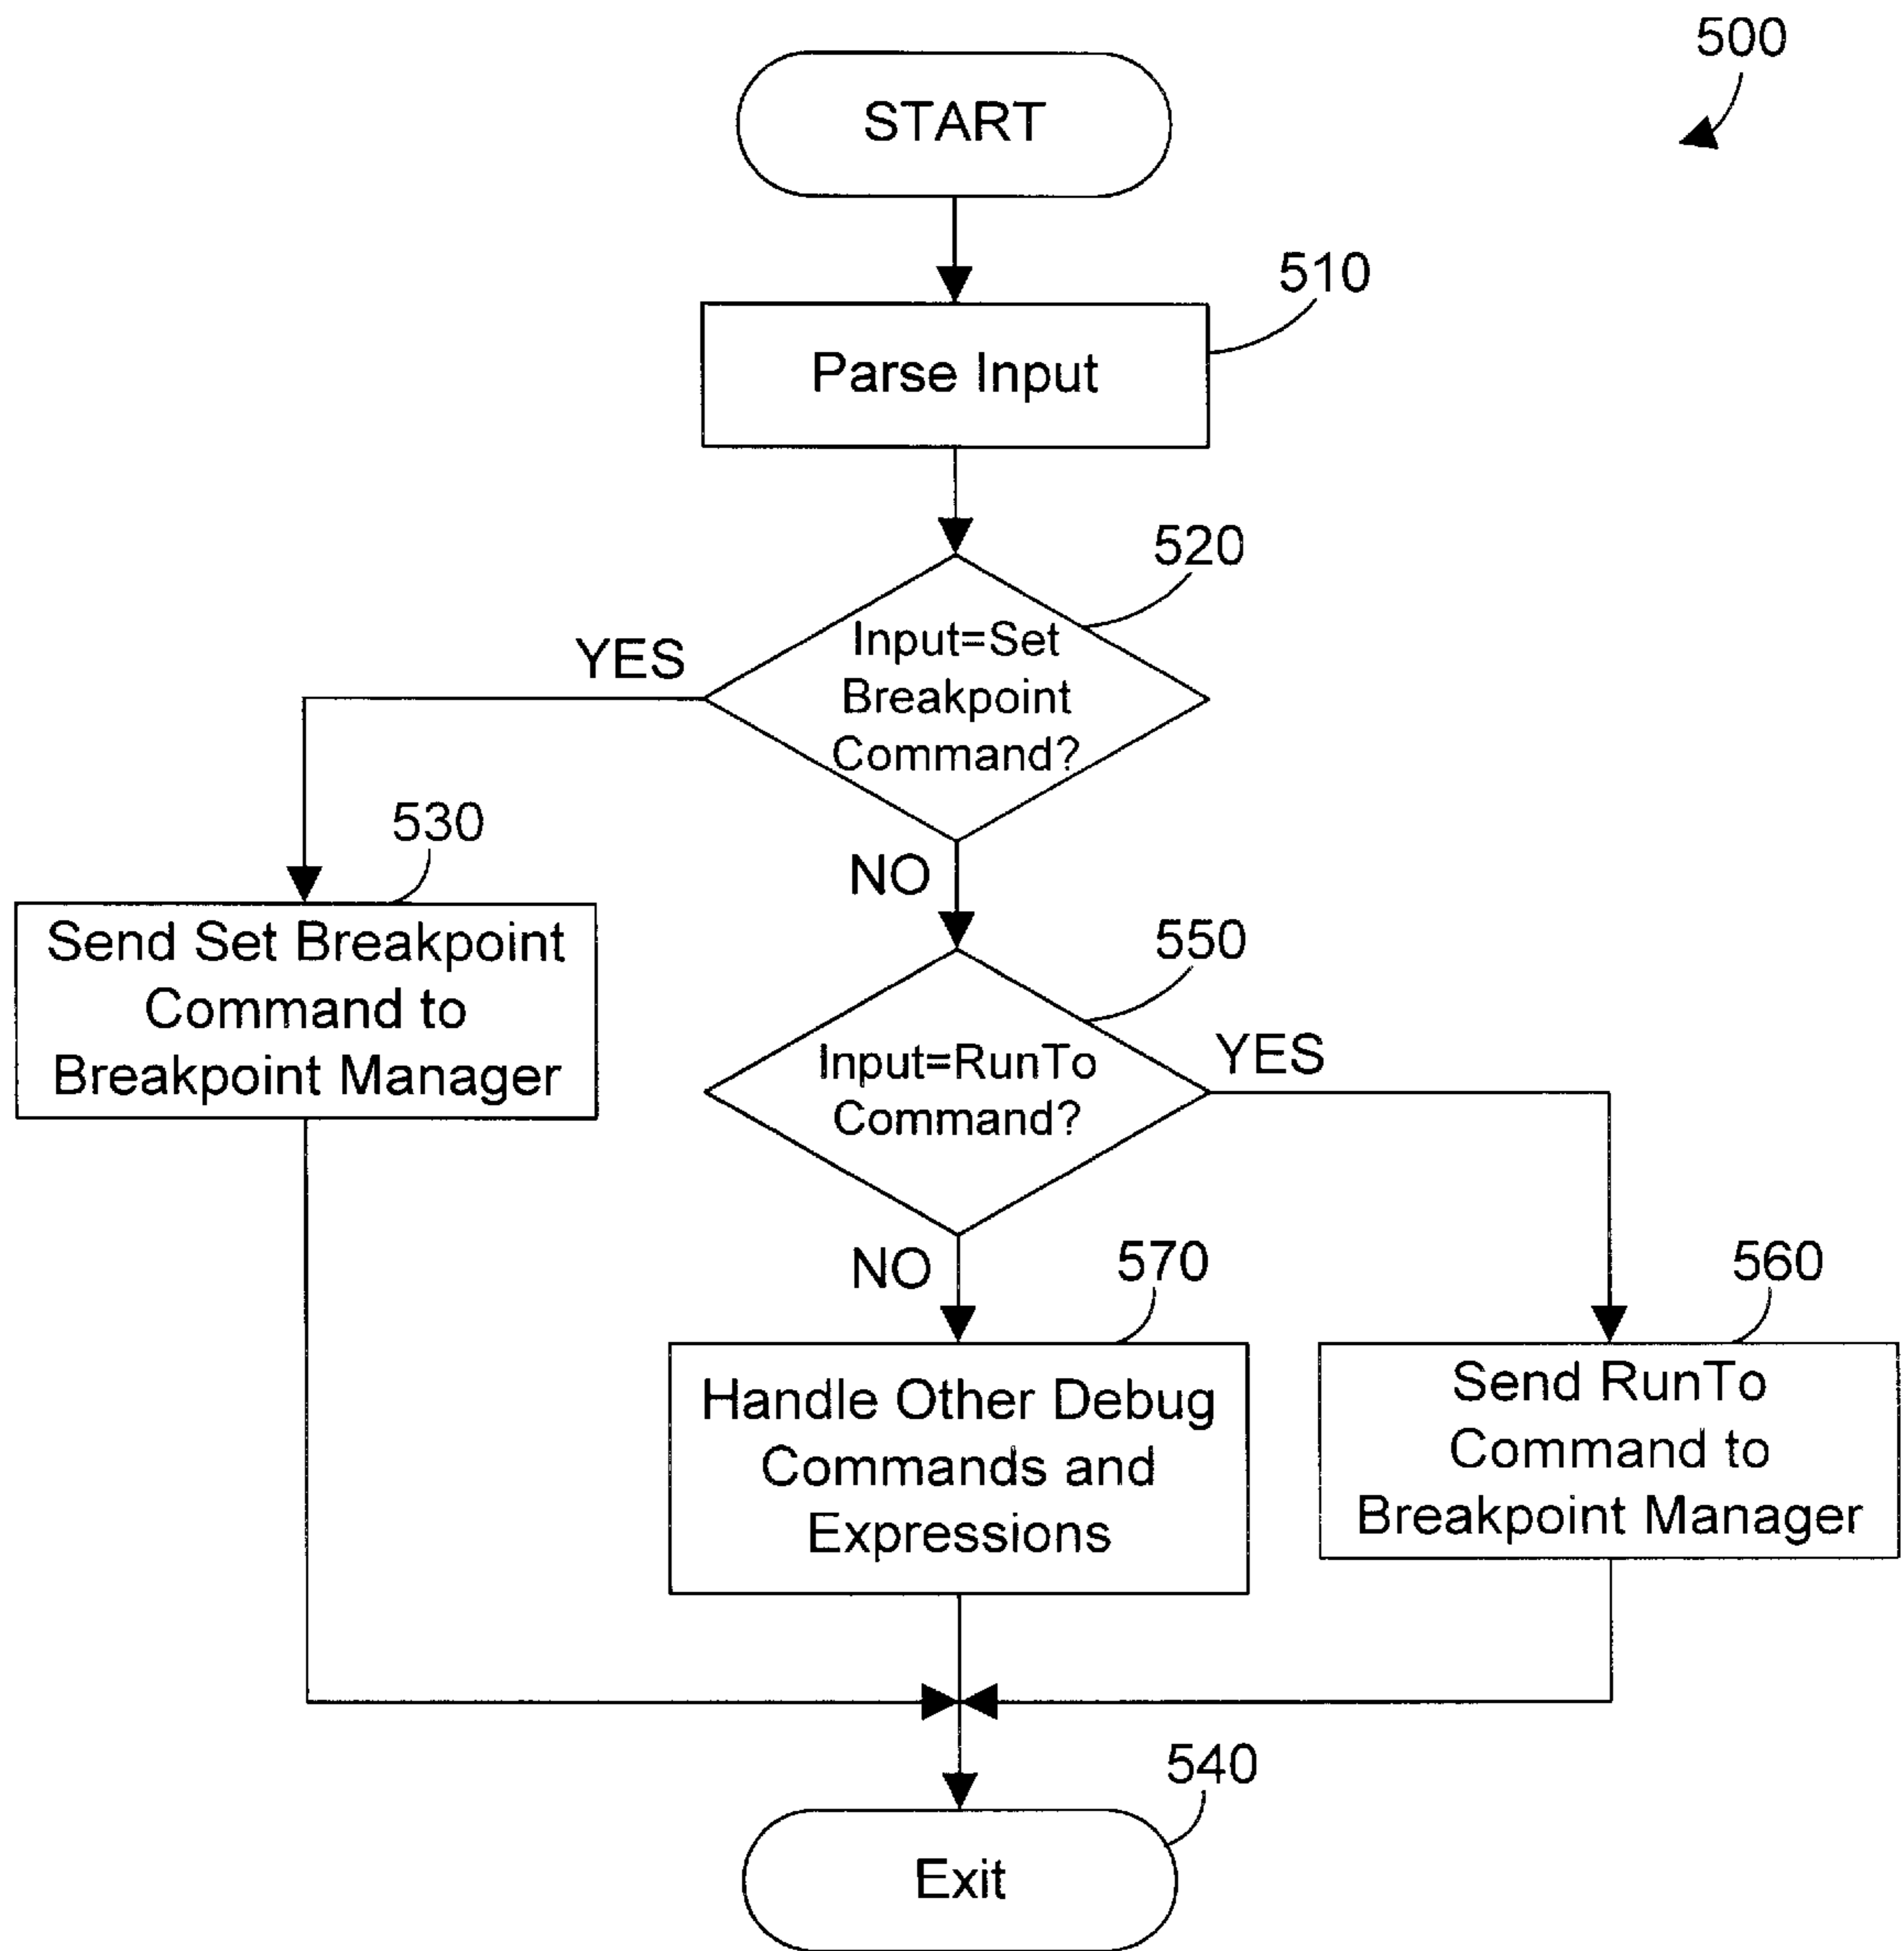 500
START
510
Parse Input
520
Input=Set
Breakpoint
Command?
YES
NO
530
Send Set Breakpoint
Command to
Breakpoint Manager
550
Input=RunTo
Command?
YES
NO
570
Handle Other Debug
Commands and
Expressions
560
Send RunTo
Command to
Breakpoint Manager
540
Exit